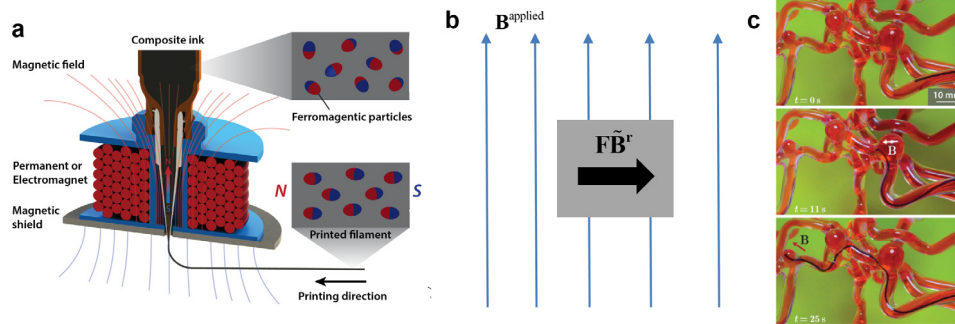 a
Composite ink
Magnetic field
Ferromagentic particles
Permanent or
Electromagnet
N
S
Magnetic
shield
Printed filament
Printing direction
b
B^applied
FB̃^r
c
t = 0 s
10 mm
B
t = 11 s
B
t = 25 s